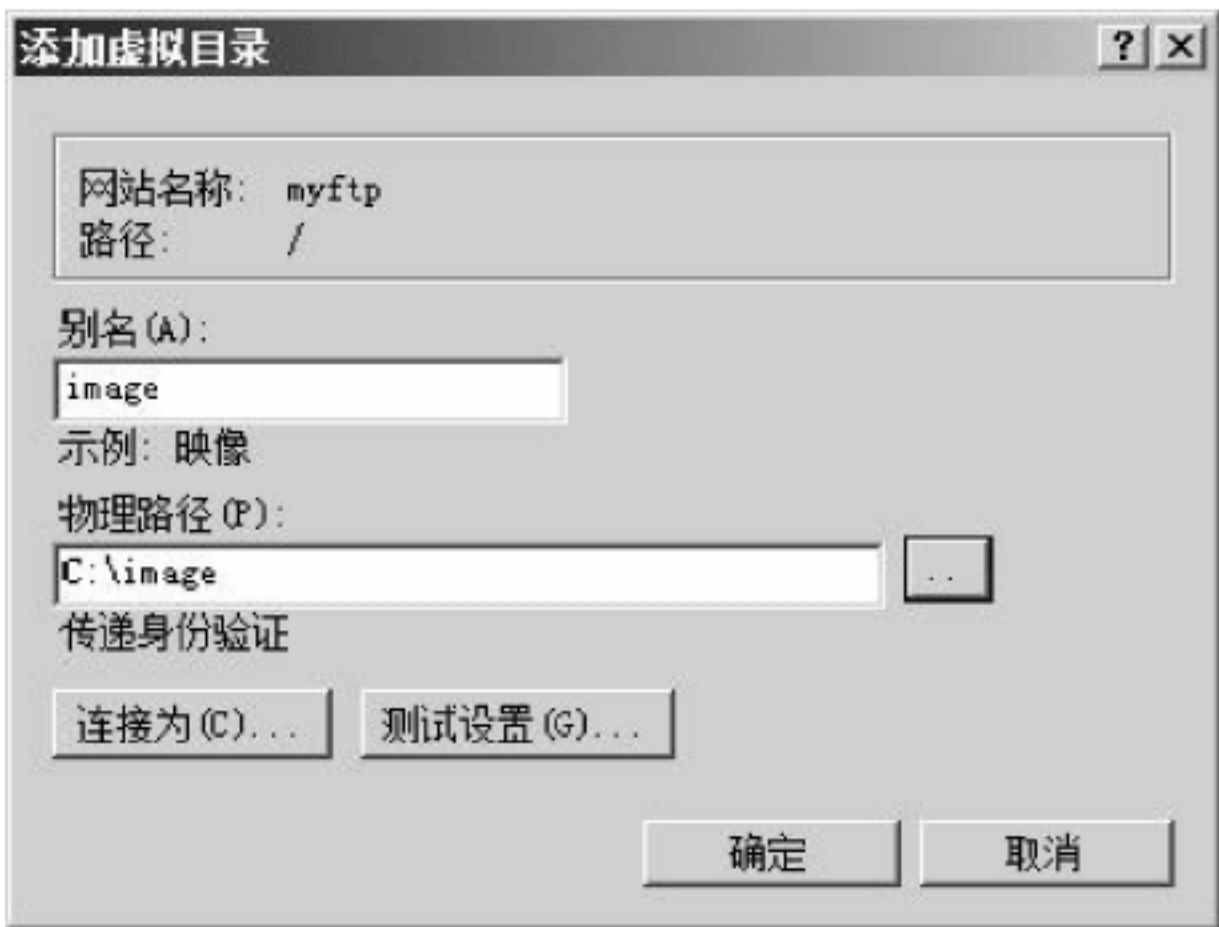 添加虚拟目录 ? ×
网站名称: myftp
路径: /
别名(A):
image
示例: 映像
物理路径(P):
C:\image ..
传递身份验证
连接为(C)... 测试设置(G)...
确定 取消